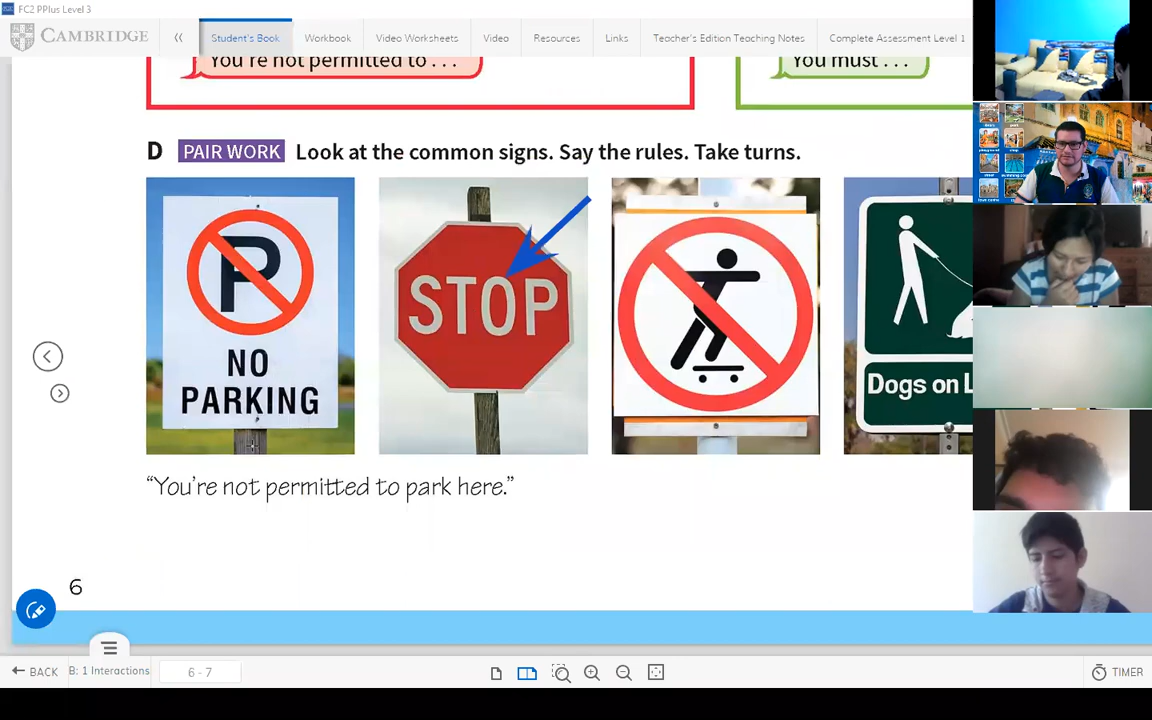 FC2 PPlus Level 3
CAMBRIDGE
Student's Book
Workbook
Video Worksheets
Video
Resources
Links
Teacher's Edition Teaching Notes
Complete Assessment Level 1
"You're not permitted to . . .
You must . . .
D PAIR WORK Look at the common signs. Say the rules. Take turns.
P
NO
PARKING
STOP
Dogs on L
"You're not permitted to park here."
6
BACK
B: 1 Interactions
6 - 7
TIMER